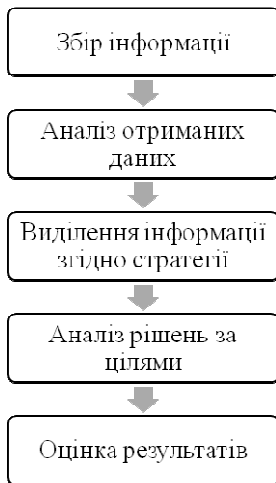 Збір інформації
Аналіз отриманих
даних
Виділення інформації
згідно стратегії
Аналіз рішень за
цілями
Оцінка результатів